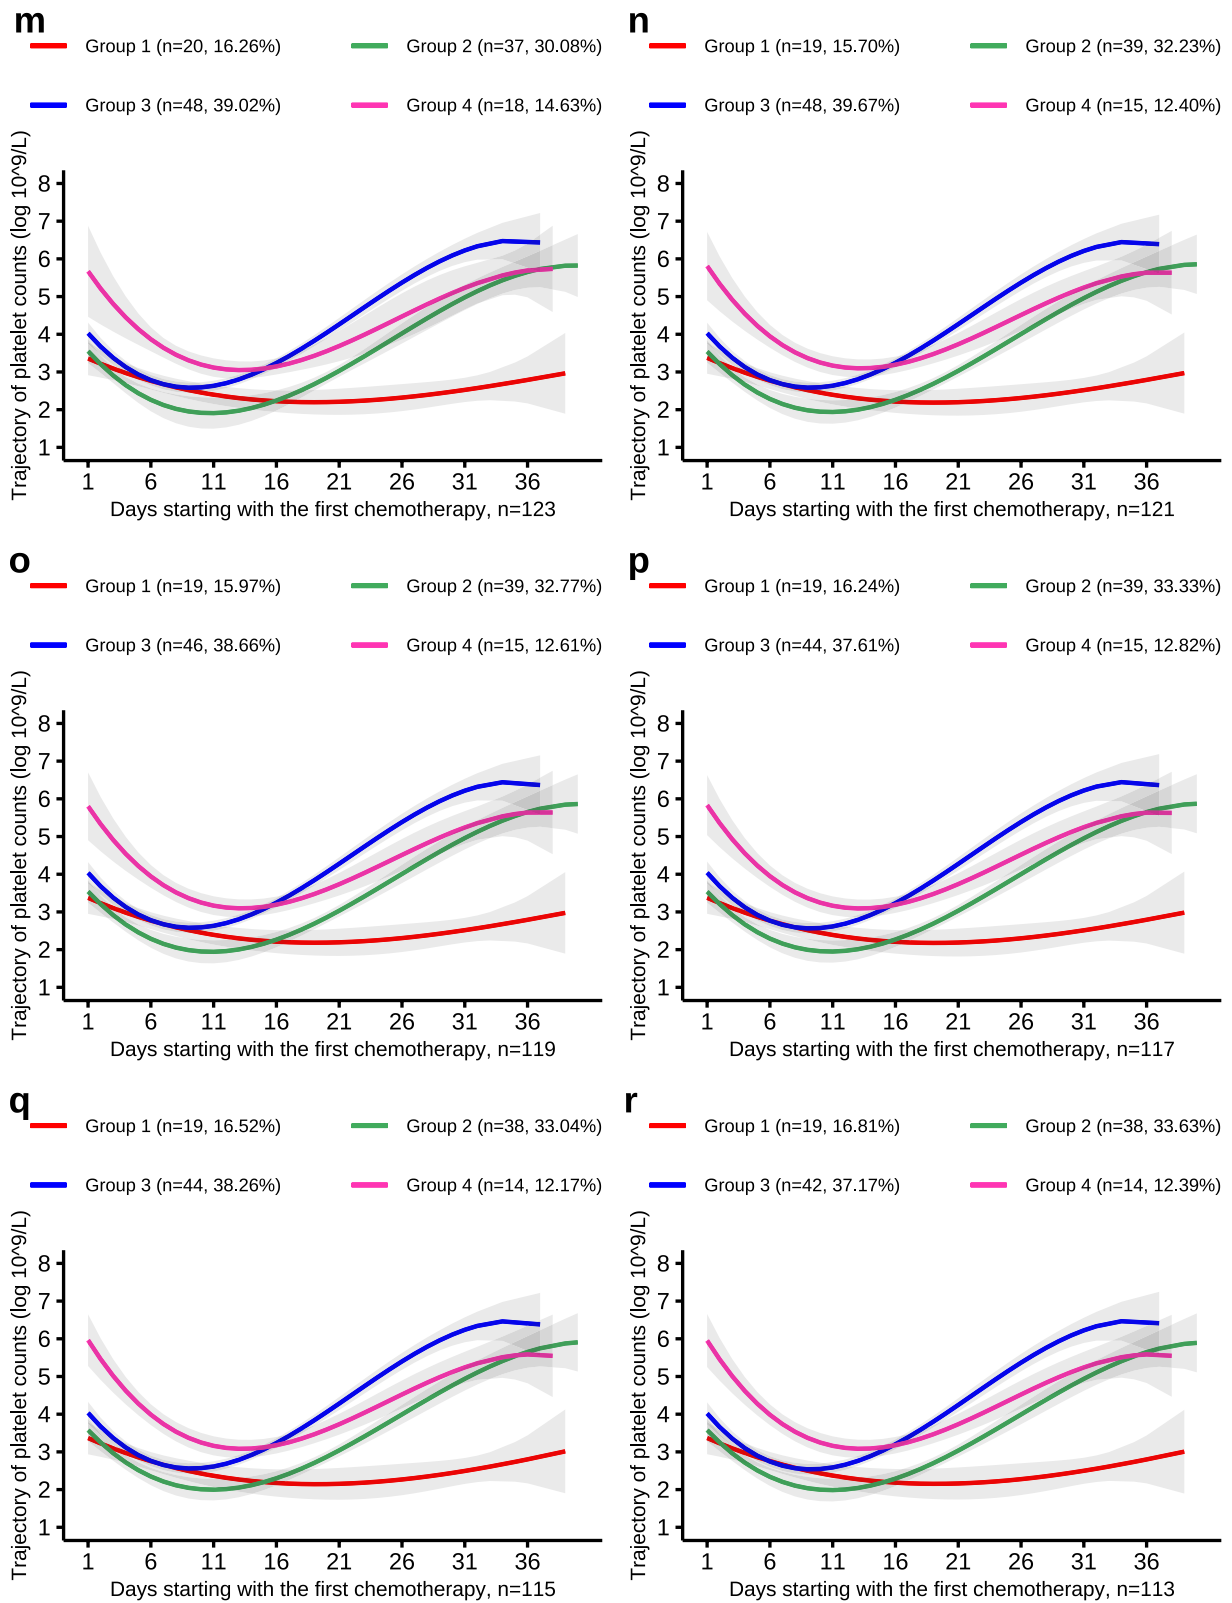 m
Group 1 (n=20, 16.26%)
Group 2 (n=37, 30.08%)
Group 3 (n=48, 39.02%)
Group 4 (n=18, 14.63%)
Trajectory of platelet counts (log 10^9/L)
8
7
6
5
4
3
2
1
1 6 11 16 21 26 31 36
Days starting with the first chemotherapy, n=123
n
Group 1 (n=19, 15.70%)
Group 2 (n=39, 32.23%)
Group 3 (n=48, 39.67%)
Group 4 (n=15, 12.40%)
Trajectory of platelet counts (log 10^9/L)
8
7
6
5
4
3
2
1
1 6 11 16 21 26 31 36
Days starting with the first chemotherapy, n=121
o
Group 1 (n=19, 15.97%)
Group 2 (n=39, 32.77%)
Group 3 (n=46, 38.66%)
Group 4 (n=15, 12.61%)
Trajectory of platelet counts (log 10^9/L)
8
7
6
5
4
3
2
1
1 6 11 16 21 26 31 36
Days starting with the first chemotherapy, n=119
p
Group 1 (n=19, 16.24%)
Group 2 (n=39, 33.33%)
Group 3 (n=44, 37.61%)
Group 4 (n=15, 12.82%)
Trajectory of platelet counts (log 10^9/L)
8
7
6
5
4
3
2
1
1 6 11 16 21 26 31 36
Days starting with the first chemotherapy, n=117
q
Group 1 (n=19, 16.52%)
Group 2 (n=38, 33.04%)
Group 3 (n=44, 38.26%)
Group 4 (n=14, 12.17%)
Trajectory of platelet counts (log 10^9/L)
8
7
6
5
4
3
2
1
1 6 11 16 21 26 31 36
Days starting with the first chemotherapy, n=115
r
Group 1 (n=19, 16.81%)
Group 2 (n=38, 33.63%)
Group 3 (n=42, 37.17%)
Group 4 (n=14, 12.39%)
Trajectory of platelet counts (log 10^9/L)
8
7
6
5
4
3
2
1
1 6 11 16 21 26 31 36
Days starting with the first chemotherapy, n=113